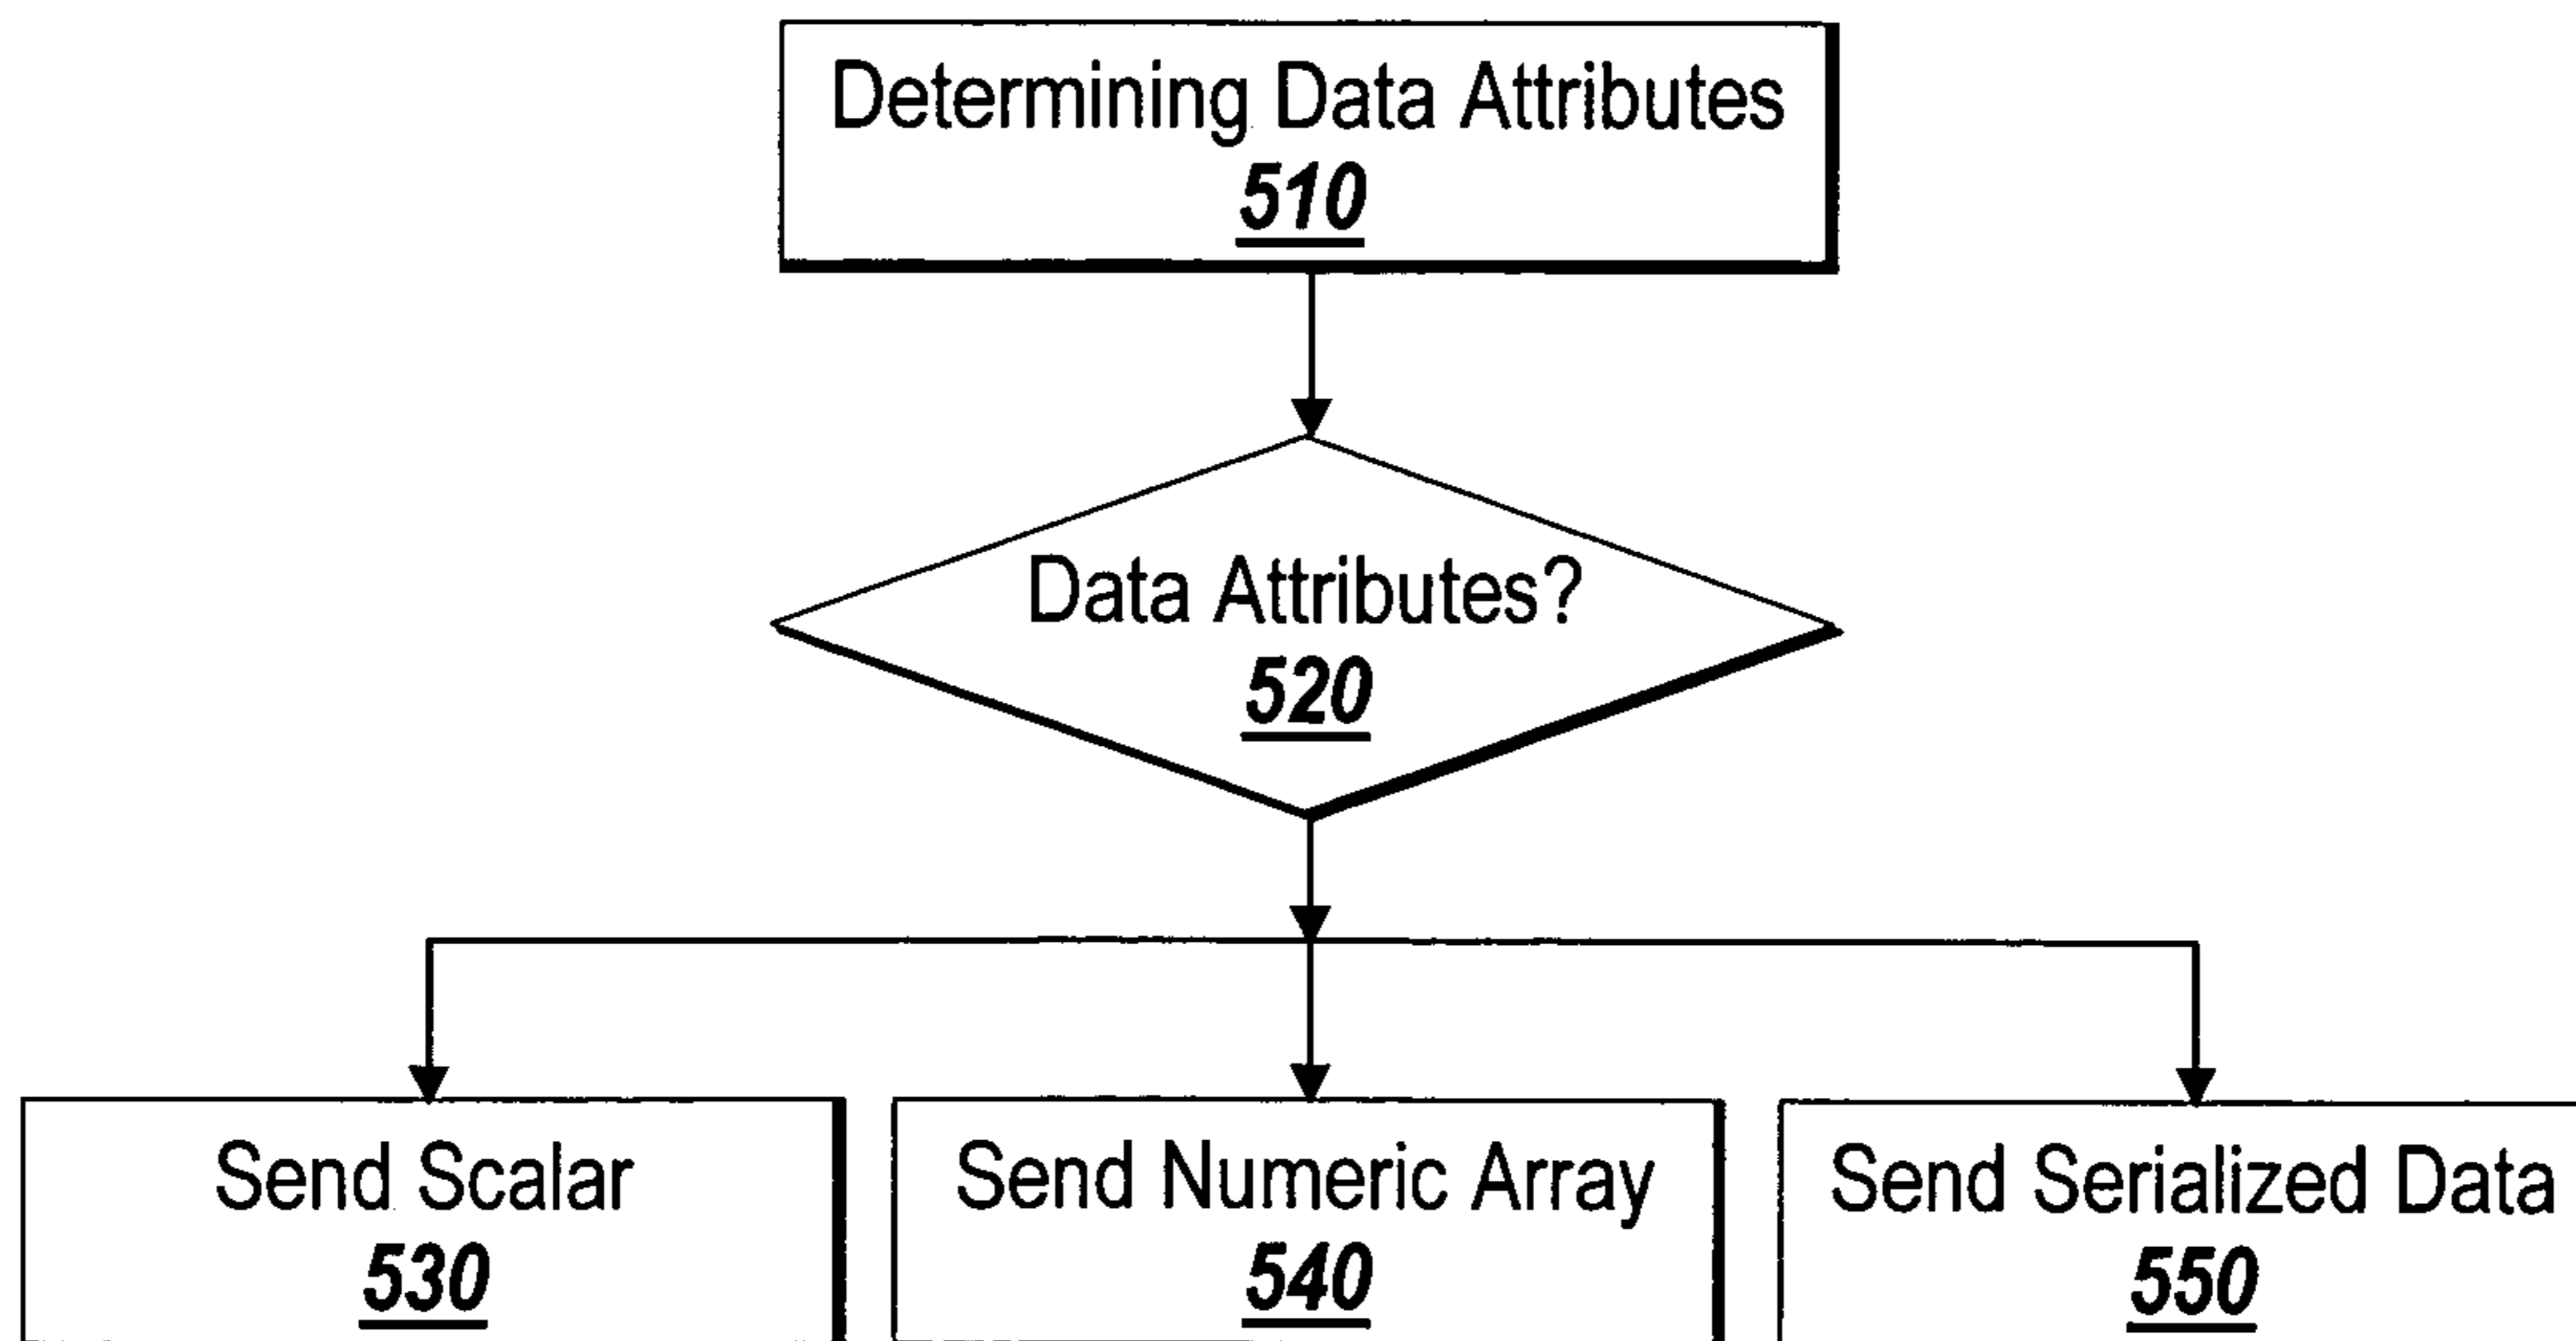 Determining Data Attributes
510
Data Attributes?
520
Send Scalar
530
Send Numeric Array
540
Send Serialized Data
550